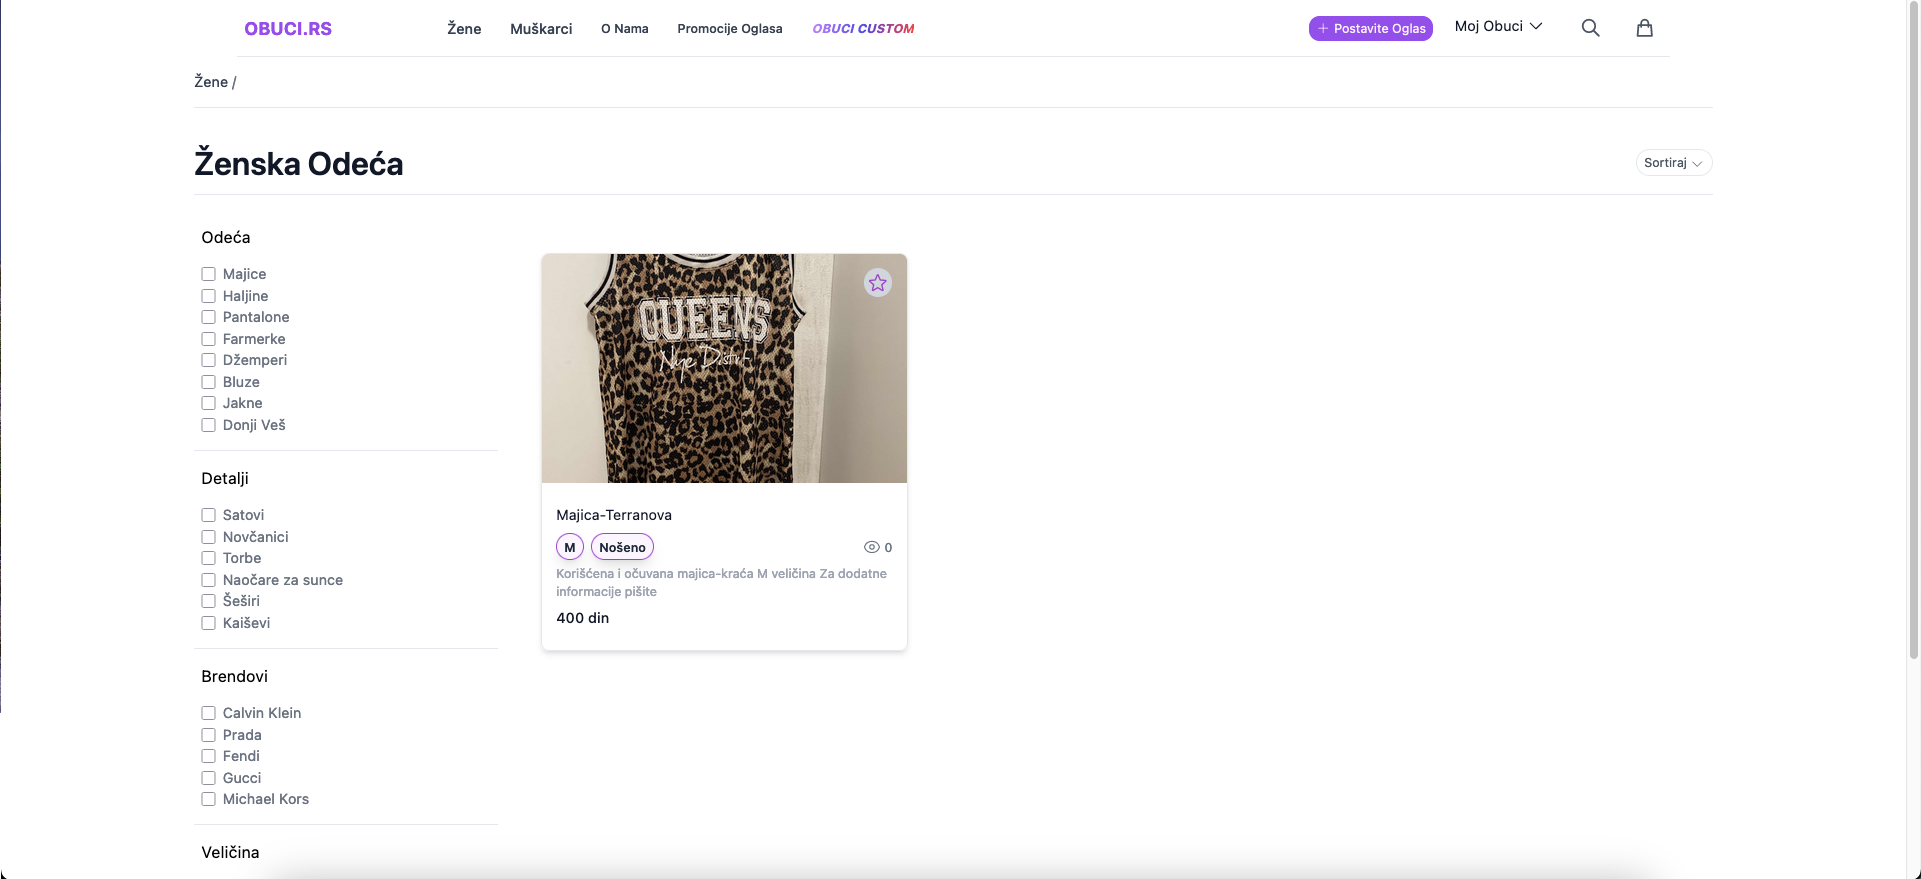 OBUCI.RS
Žene
Muškarci
O Nama
Promocije Oglasa
OBUCI CUSTOM
+ Postavite Oglas
Moj Obuci
Žene /
Ženska Odeća
Sortiraj
Odeća
Majice
Haljine
Pantalone
Farmerke
Džemperi
Bluze
Jakne
Donji Veš
Detalji
Satovi
Novčanici
Torbe
Naočare za sunce
Šeširi
Kaiševi
Brendovi
Calvin Klein
Prada
Fendi
Gucci
Michael Kors
Veličina
QUEENS
Majica-Terranova
M
Nošeno
0
Korišćena i očuvana majica-kraća M veličina Za dodatne
informacije pišite
400 din